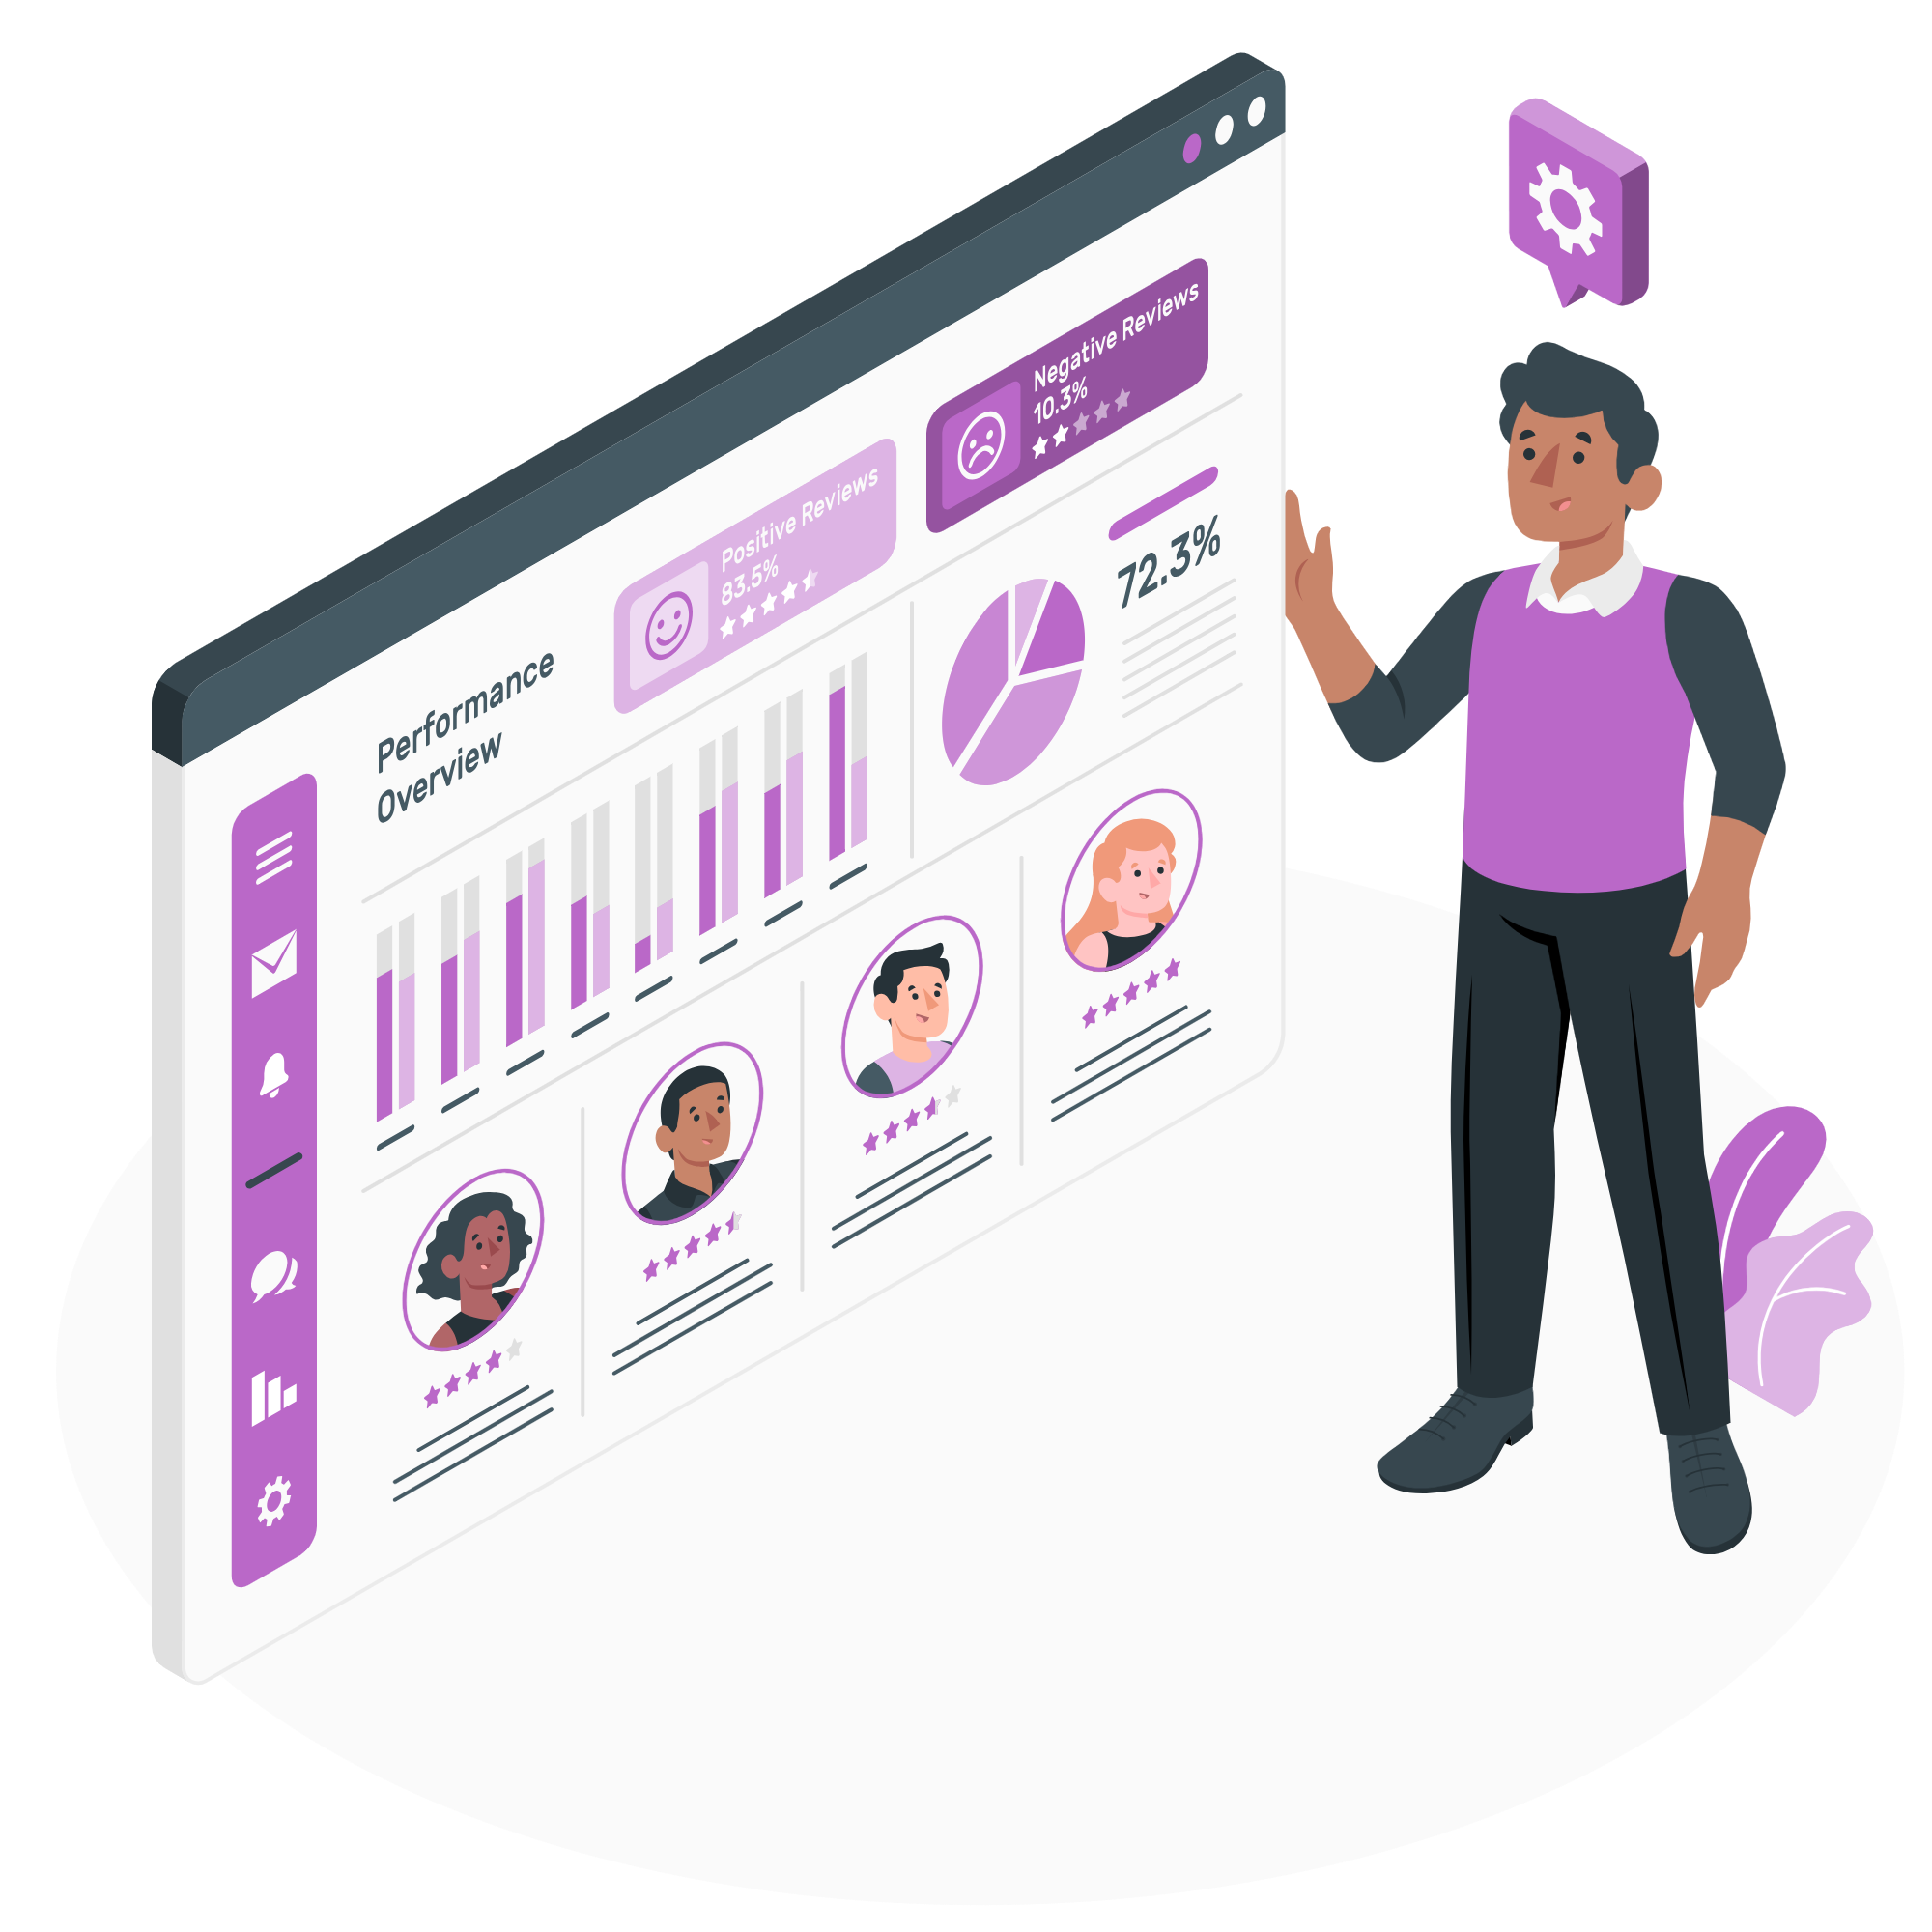 Performance
Overview
Positive Reviews
83.5%
Negative Reviews
10.3%
72.3%